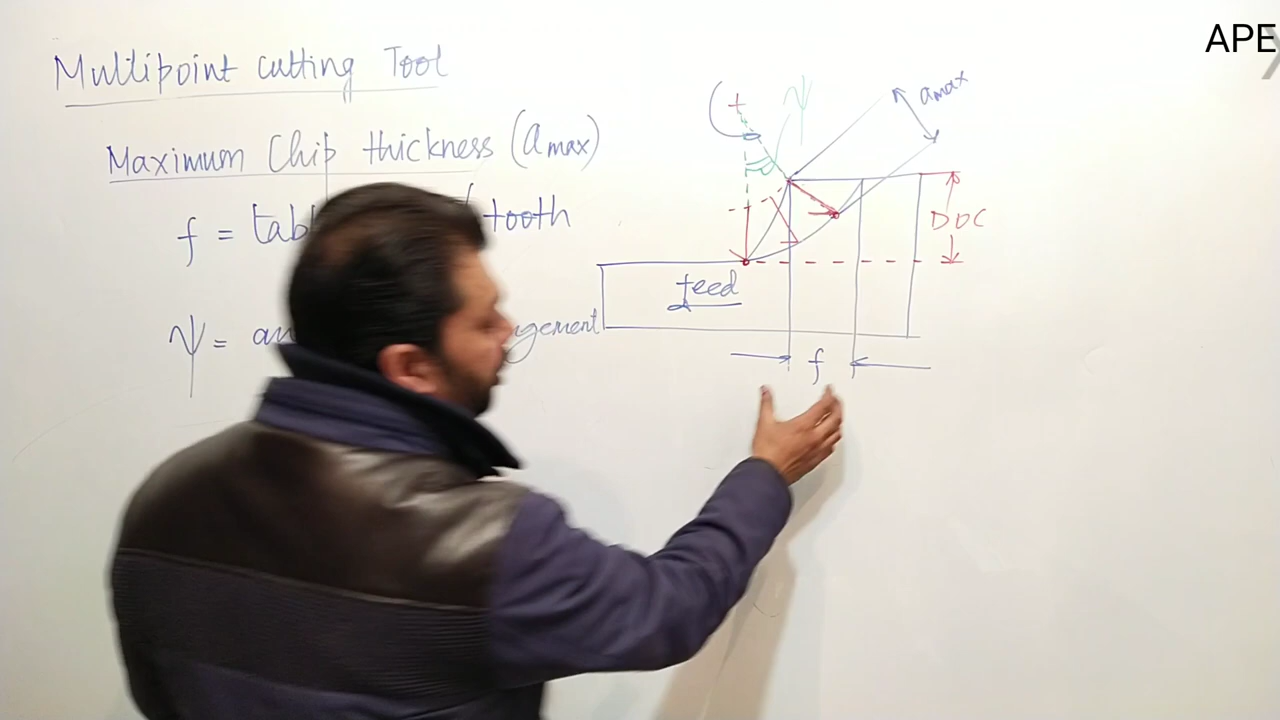 APE
Multipoint cutting Tool
Maximum Chip thickness (amax)
f = tab tooth
ψ = an gement
ψ
amax
DOC
feed
f